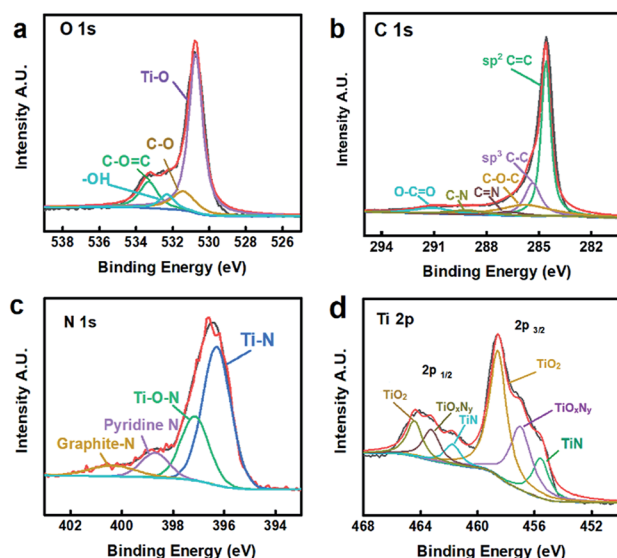 a
O 1s
Ti-O
C-O
C-O=C
-OH
Intensity A.U.
538 536 534 532 530 528 526
Binding Energy (eV)
b
C 1s
sp² C=C
sp³ C-C
C-O-C
C=N
C-N
O-C=O
Intensity A.U.
294 291 288 285 282
Binding Energy (eV)
c
N 1s
Ti-N
Ti-O-N
Pyridine N
Graphite-N
Intensity A.U.
402 400 398 396 394
Binding Energy (eV)
d
Ti 2p
2p 3/2
2p 1/2
TiO₂
TiO₂
TiOₓNᵧ
TiN
TiOₓNᵧ
TiN
Intensity A.U.
468 464 460 456 452
Binding Energy (eV)